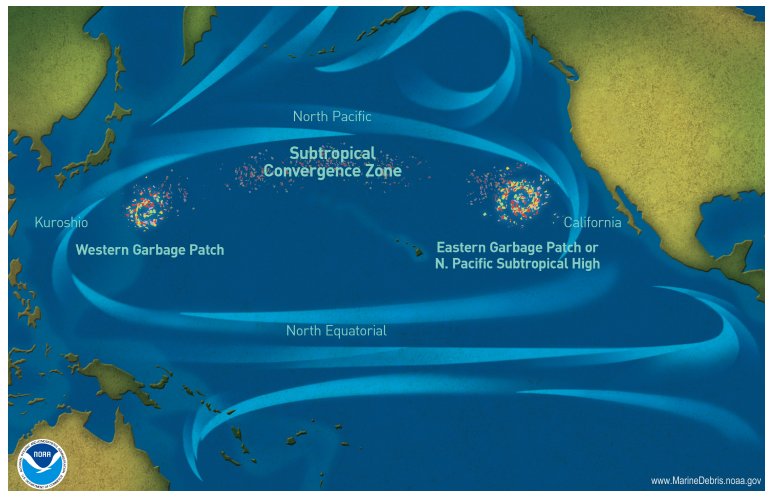 North Pacific
Subtropical
Convergence Zone
Kuroshio
California
Western Garbage Patch
Eastern Garbage Patch or
N. Pacific Subtropical High
North Equatorial
NOAA
www.MarineDebris.noaa.gov